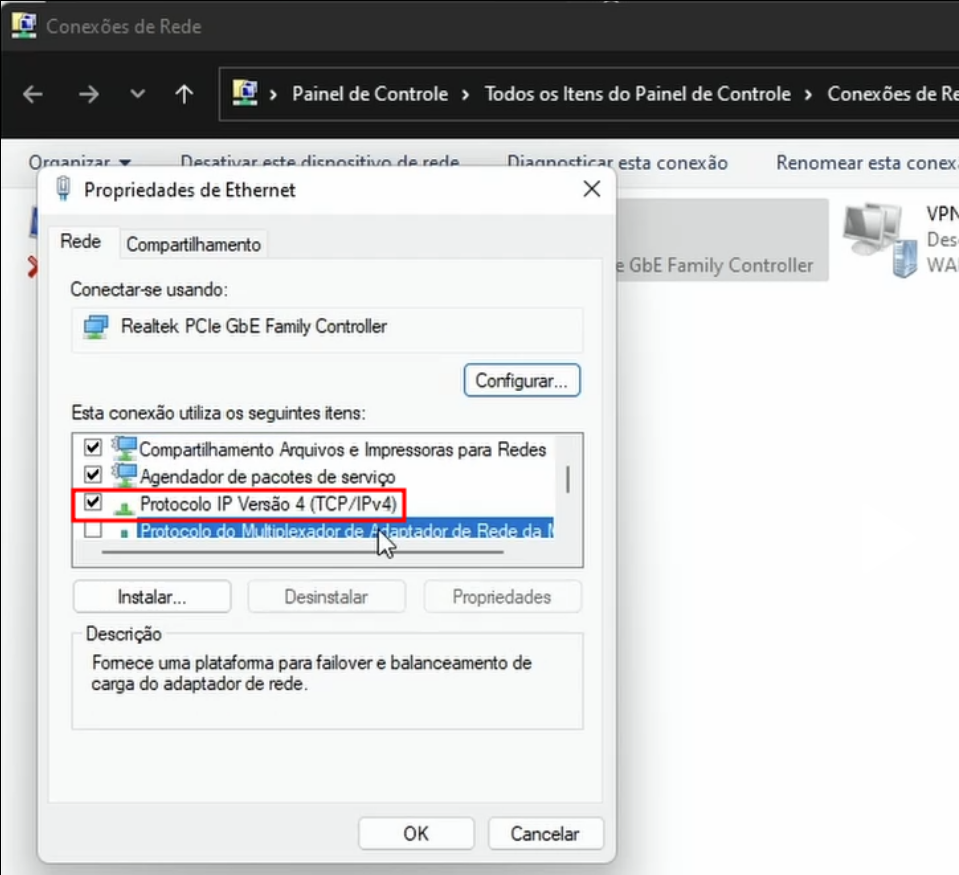 Conexões de Rede
Painel de Controle > Todos os Itens do Painel de Controle > Conexões de Re
Organizar Desativar este dispositivo de rede Diagnosticar esta conexão Renomear esta conex
Propriedades de Ethernet
VPN
Rede Compartilhamento
Des
e GbE Family Controller
WA
Conectar-se usando:
Realtek PCIe GbE Family Controller
Configurar...
Esta conexão utiliza os seguintes itens:
Compartilhamento Arquivos e Impressoras para Redes
Agendador de pacotes de serviço
Protocolo IP Versão 4 (TCP/IPv4)
Protocolo do Multiplexador de Adaptador de Rede da
Instalar... Desinstalar Propriedades
Descrição
Fornece uma plataforma para failover e balanceamento de
carga do adaptador de rede.
OK Cancelar